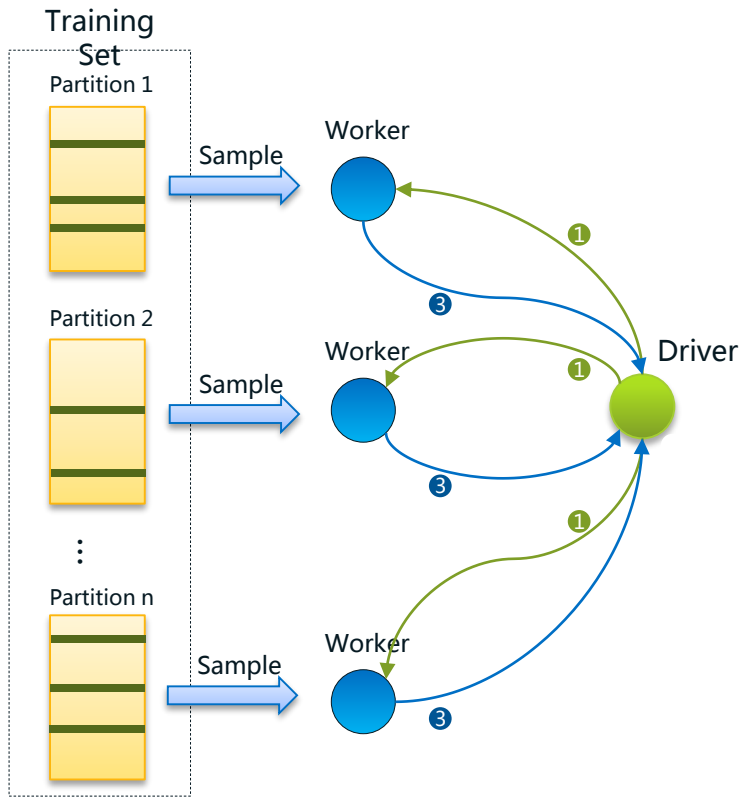 Training
Set
Partition 1
Sample
Worker
1
3
Partition 2
Sample
Worker
1
3
Driver
⋮
Partition n
Sample
Worker
1
3